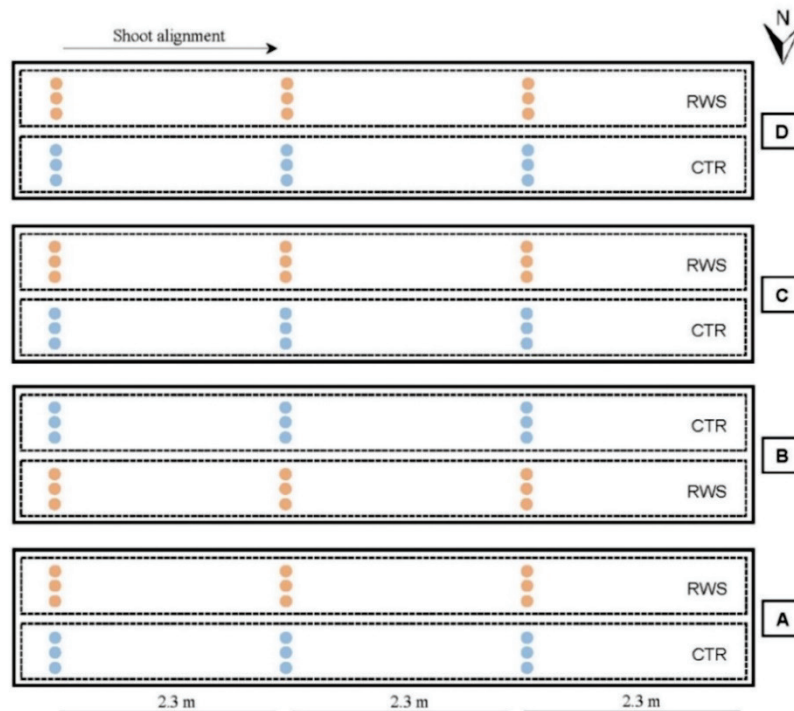 Shoot alignment
N
RWS
D
CTR
RWS
C
CTR
CTR
B
RWS
RWS
A
CTR
2.3 m 2.3 m 2.3 m